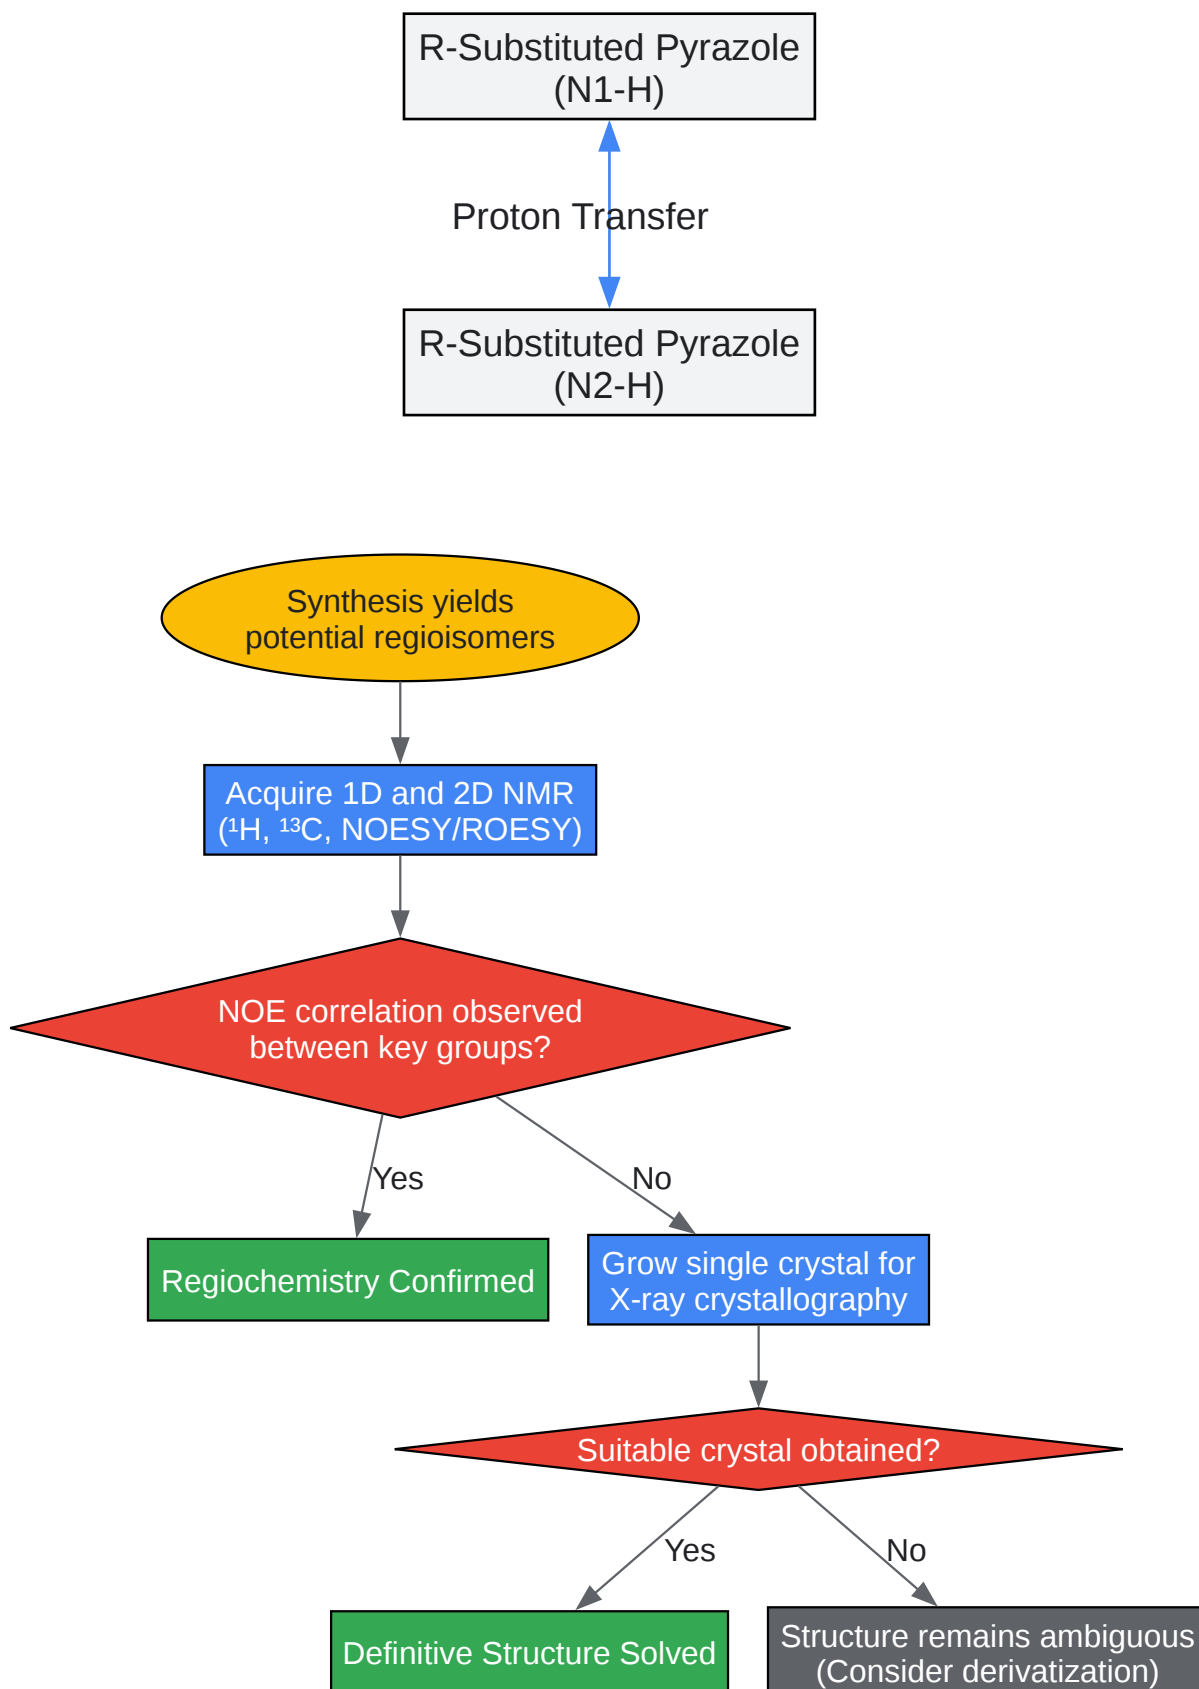 R-Substituted Pyrazole
(N1-H)
Proton Transfer
R-Substituted Pyrazole
(N2-H)
Synthesis yields
potential regioisomers
Acquire 1D and 2D NMR
(¹H, ¹³C, NOESY/ROESY)
NOE correlation observed
between key groups?
Yes
No
Regiochemistry Confirmed
Grow single crystal for
X-ray crystallography
Suitable crystal obtained?
Yes
No
Definitive Structure Solved
Structure remains ambiguous
(Consider derivatization)